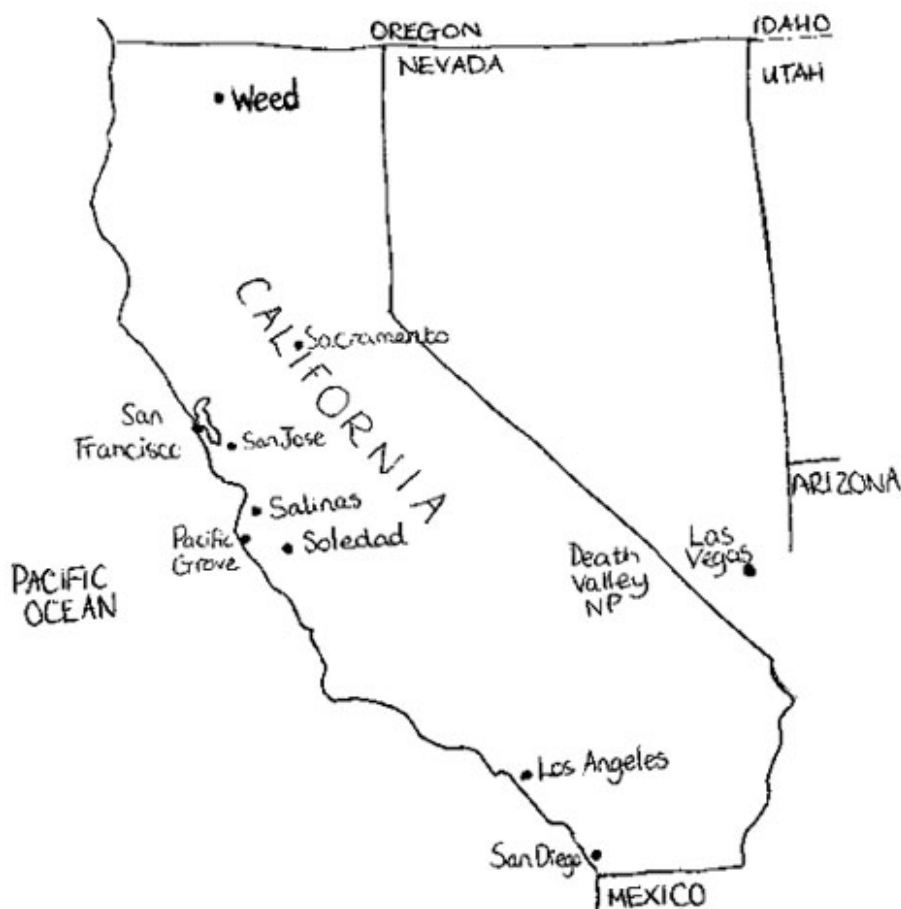 OREGON
IDAHO
NEVADA
UTAH
Weed
CALIFORNIA
Sacramento
San
Francisco
San Jose
Salinas
Pacific
Grove
Soledad
ARIZONA
Las
Vegas
Death
Valley
NP
PACIFIC
OCEAN
Los Angeles
San Diego
MEXICO